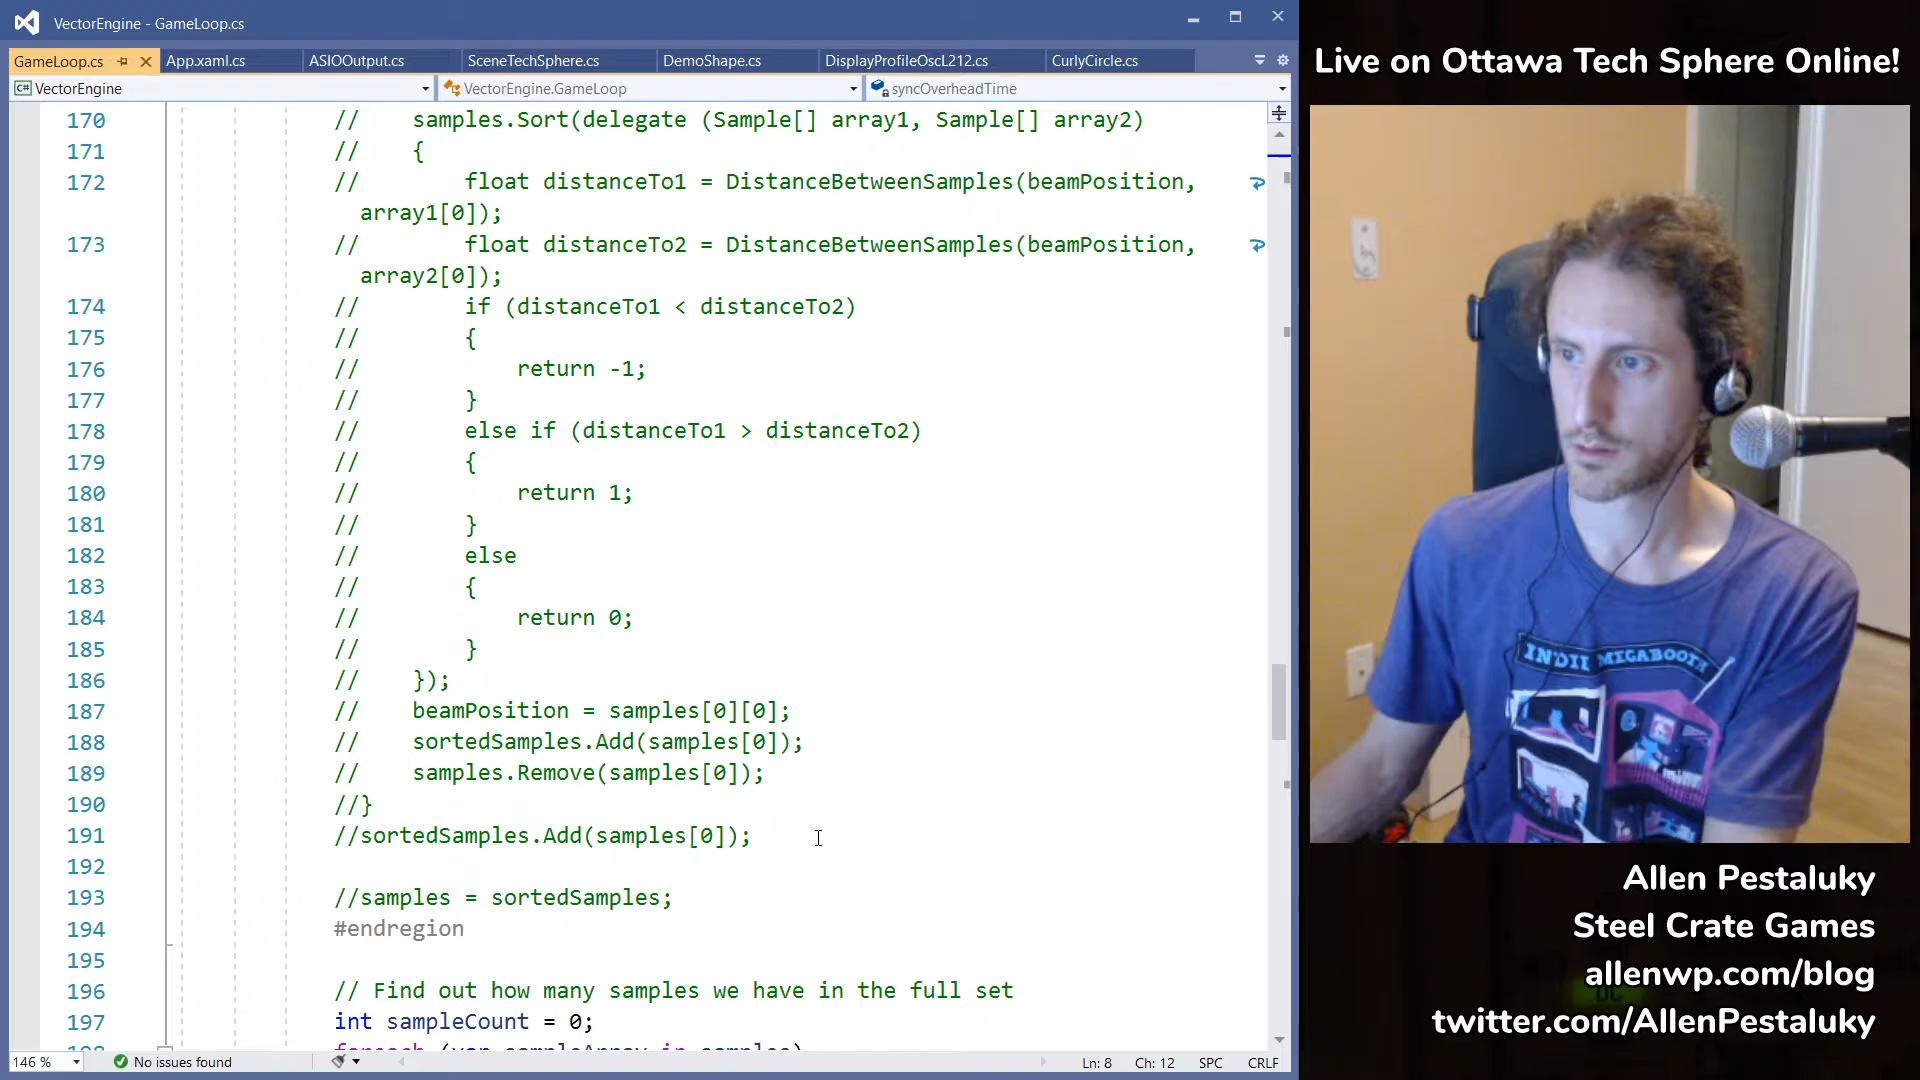 VectorEngine - GameLoop.cs
GameLoop.cs App.xaml.cs ASIOOutput.cs SceneTechSphere.cs DemoShape.cs DisplayProfileOscL212.cs CurlyCircle.cs
C# VectorEngine VectorEngine.GameLoop syncOverheadTime
170 // samples.Sort(delegate (Sample[] array1, Sample[] array2)
171 // {
172 // float distanceTo1 = DistanceBetweenSamples(beamPosition,
array1[0]);
173 // float distanceTo2 = DistanceBetweenSamples(beamPosition,
array2[0]);
174 // if (distanceTo1 < distanceTo2)
175 // {
176 // return -1;
177 // }
178 // else if (distanceTo1 > distanceTo2)
179 // {
180 // return 1;
181 // }
182 // else
183 // {
184 // return 0;
185 // }
186 // });
187 // beamPosition = samples[0][0];
188 // sortedSamples.Add(samples[0]);
189 // samples.Remove(samples[0]);
190 //}
191 //sortedSamples.Add(samples[0]);
192
193 //samples = sortedSamples;
194 #endregion
195
196 // Find out how many samples we have in the full set
197 int sampleCount = 0;
198 foreach (var sampleArray in samples)
146 % No issues found Ln: 8 Ch: 12 SPC CRLF
Live on Ottawa Tech Sphere Online!
INDIE MEGABOOTH
Allen Pestaluky
Steel Crate Games
allenwp.com/blog
twitter.com/AllenPestaluky